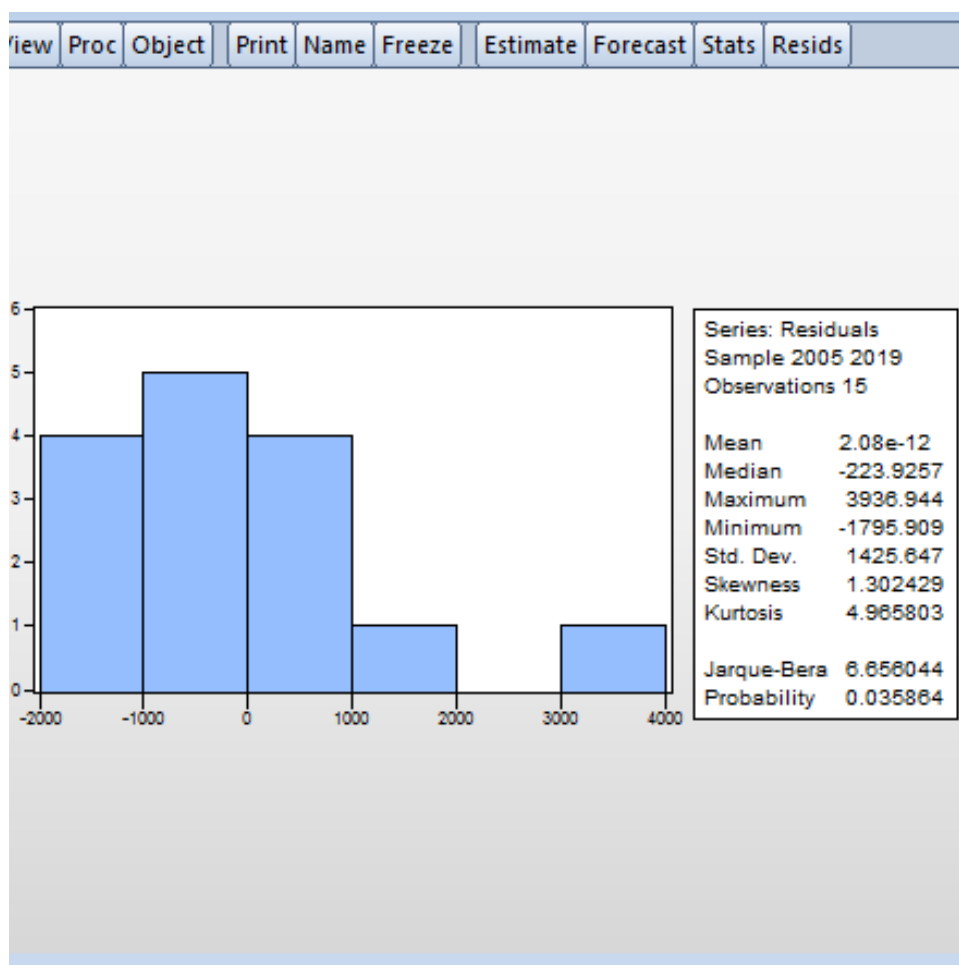 View Proc Object Print Name Freeze Estimate Forecast Stats Resids
6
5
4
3
2
1
0
-2000 -1000 0 1000 2000 3000 4000
Series: Residuals
Sample 2005 2019
Observations 15
Mean 2.08e-12
Median -223.9257
Maximum 3936.944
Minimum -1795.909
Std. Dev. 1425.647
Skewness 1.302429
Kurtosis 4.965803
Jarque-Bera 6.656044
Probability 0.035864